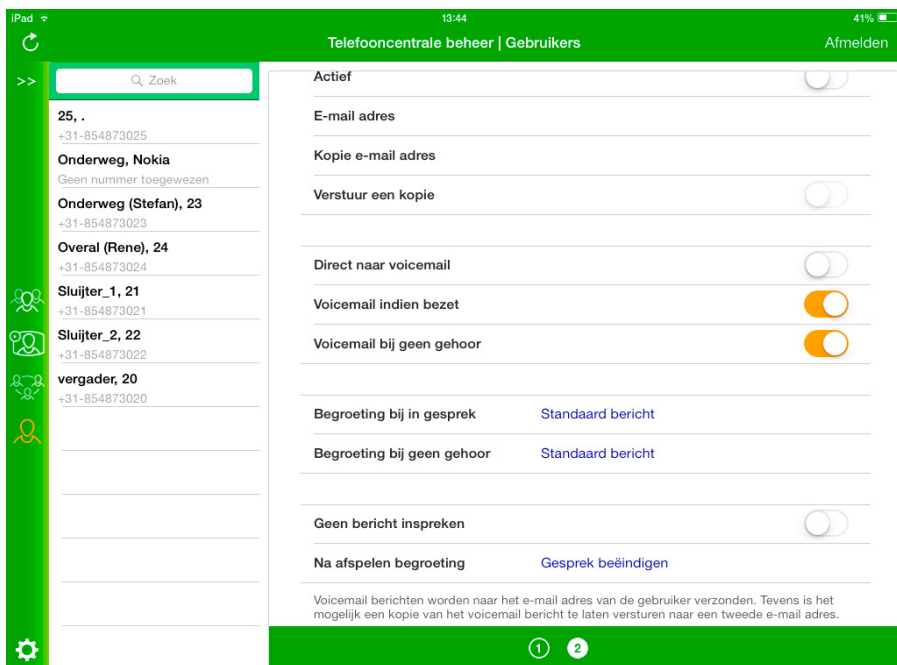 iPad 13:44 41%
Telefooncentrale beheer | Gebruikers Afmelden
>> Zoek
25, .
+31-854873025
Onderweg, Nokia
Geen nummer toegewezen
Onderweg (Stefan), 23
+31-854873023
Overal (Rene), 24
+31-854873024
Sluijter_1, 21
+31-854873021
Sluijter_2, 22
+31-854873022
vergader, 20
+31-854873020
Actief
E-mail adres
Kopie e-mail adres
Verstuur een kopie
Direct naar voicemail
Voicemail indien bezet
Voicemail bij geen gehoor
Begroeting bij in gesprek Standaard bericht
Begroeting bij geen gehoor Standaard bericht
Geen bericht inspreken
Na afspelen begroeting Gesprek beëindigen
Voicemail berichten worden naar het e-mail adres van de gebruiker verzonden. Tevens is het
mogelijk een kopie van het voicemail bericht te laten versturen naar een tweede e-mail adres.
1 2